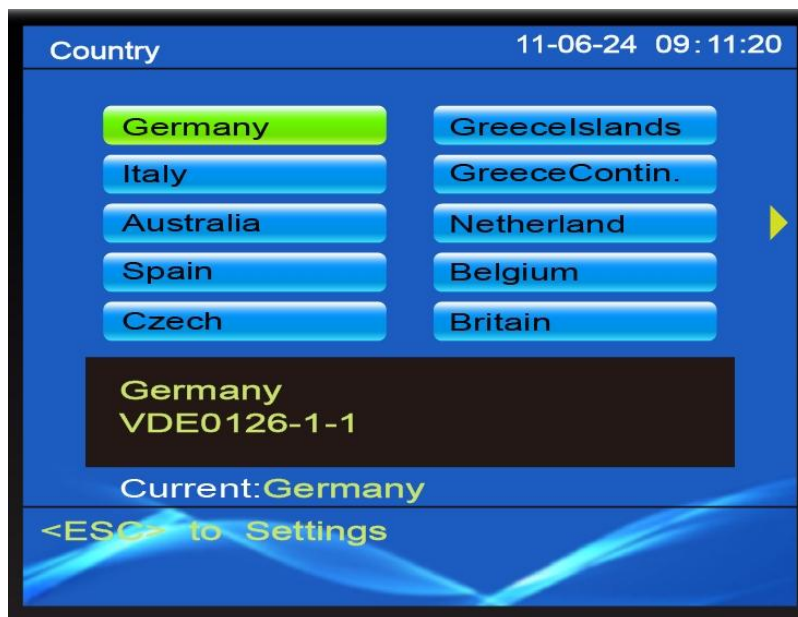 Country 11-06-24 09:11:20
Germany GreeceIslands
Italy GreeceContin.
Australia Netherland
Spain Belgium
Czech Britain
Germany
VDE0126-1-1
Current:Germany
<ESC> to Settings